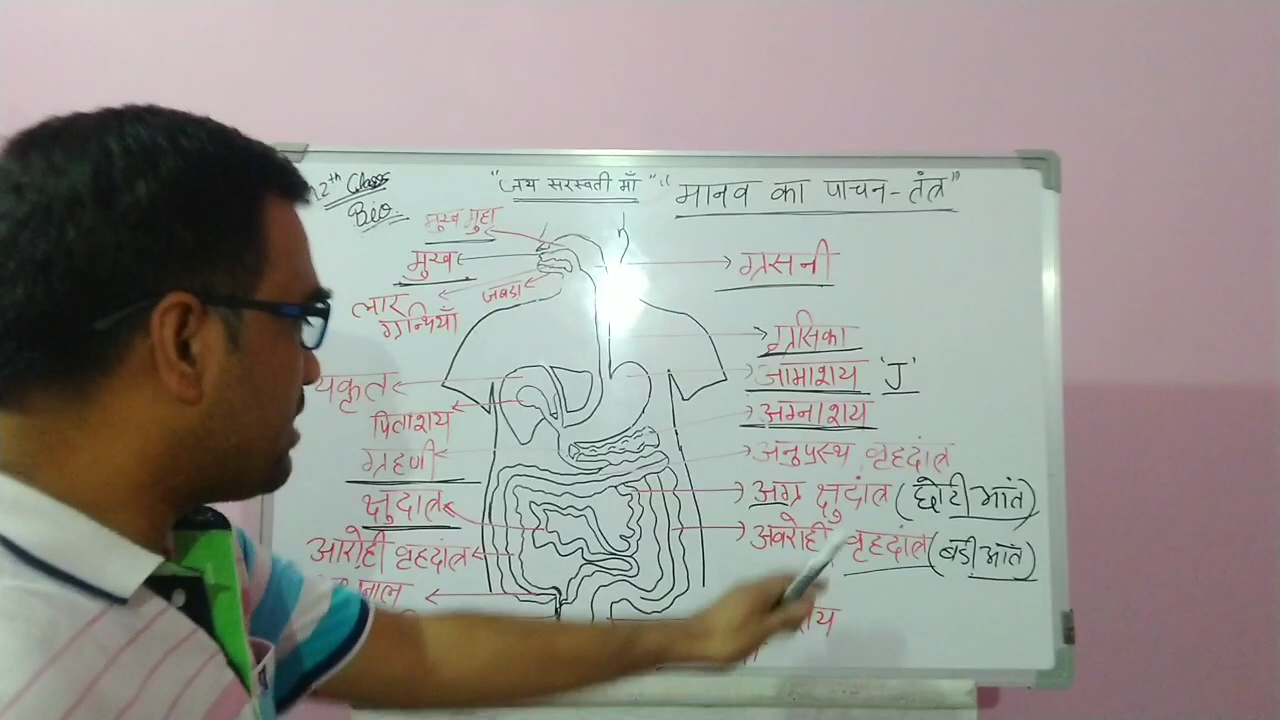 12th Class
Bio
"जय सरस्वती माँ"
"मानव का पाचन-तंत्र"
मुख गुहा
मुख
लार
ग्रन्थियाँ
जबडा
यकृत
पिताशय
ग्रहणी
क्षुदांत्र
आरोही वृहदांत्र
ग्रसनी
ग्रसिका
आमाशय 'J'
अग्नाशय
अनुप्रस्थ वृहदांत्र
अग्र क्षुदांत्र (छोटी आंत)
अवरोही वृहदांत्र (बडी आंत)